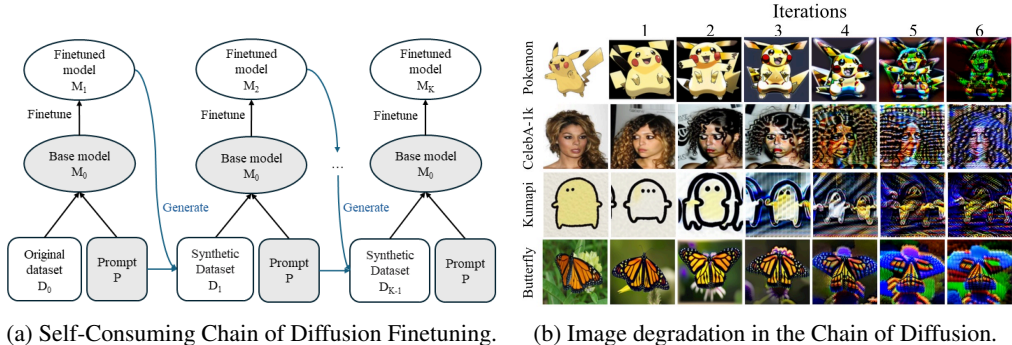 Finetuned
model
M1
Finetune
Base model
M0
Original
dataset
D0
Prompt
P
Generate
Finetuned
model
M2
Finetune
Base model
M0
Synthetic
Dataset
D1
Prompt
P
...
Generate
Finetuned
model
MK
Finetune
Base model
M0
Synthetic
Dataset
DK-1
Prompt
P
(a) Self-Consuming Chain of Diffusion Finetuning.
Iterations
1 2 3 4 5 6
Pokemon
CelebA-1k
Kumapi
Butterfly
(b) Image degradation in the Chain of Diffusion.